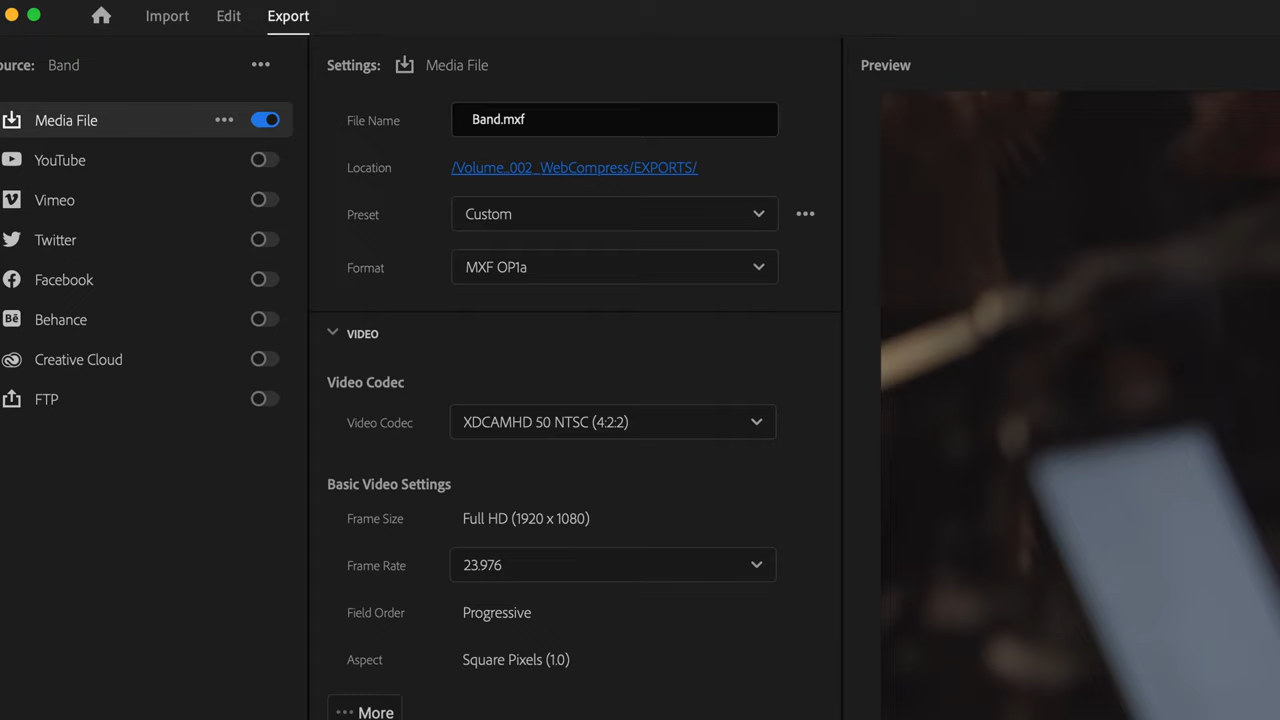 Import Edit Export
ource: Band
Media File
YouTube
Vimeo
Twitter
Facebook
Bē Behance
Creative Cloud
FTP
Settings: Media File
File Name Band.mxf
Location /Volume_002_WebCompress/EXPORTS/
Preset Custom
Format MXF OP1a
VIDEO
Video Codec
Video Codec XDCAMHD 50 NTSC (4:2:2)
Basic Video Settings
Frame Size Full HD (1920 x 1080)
Frame Rate 23.976
Field Order Progressive
Aspect Square Pixels (1.0)
More
Preview